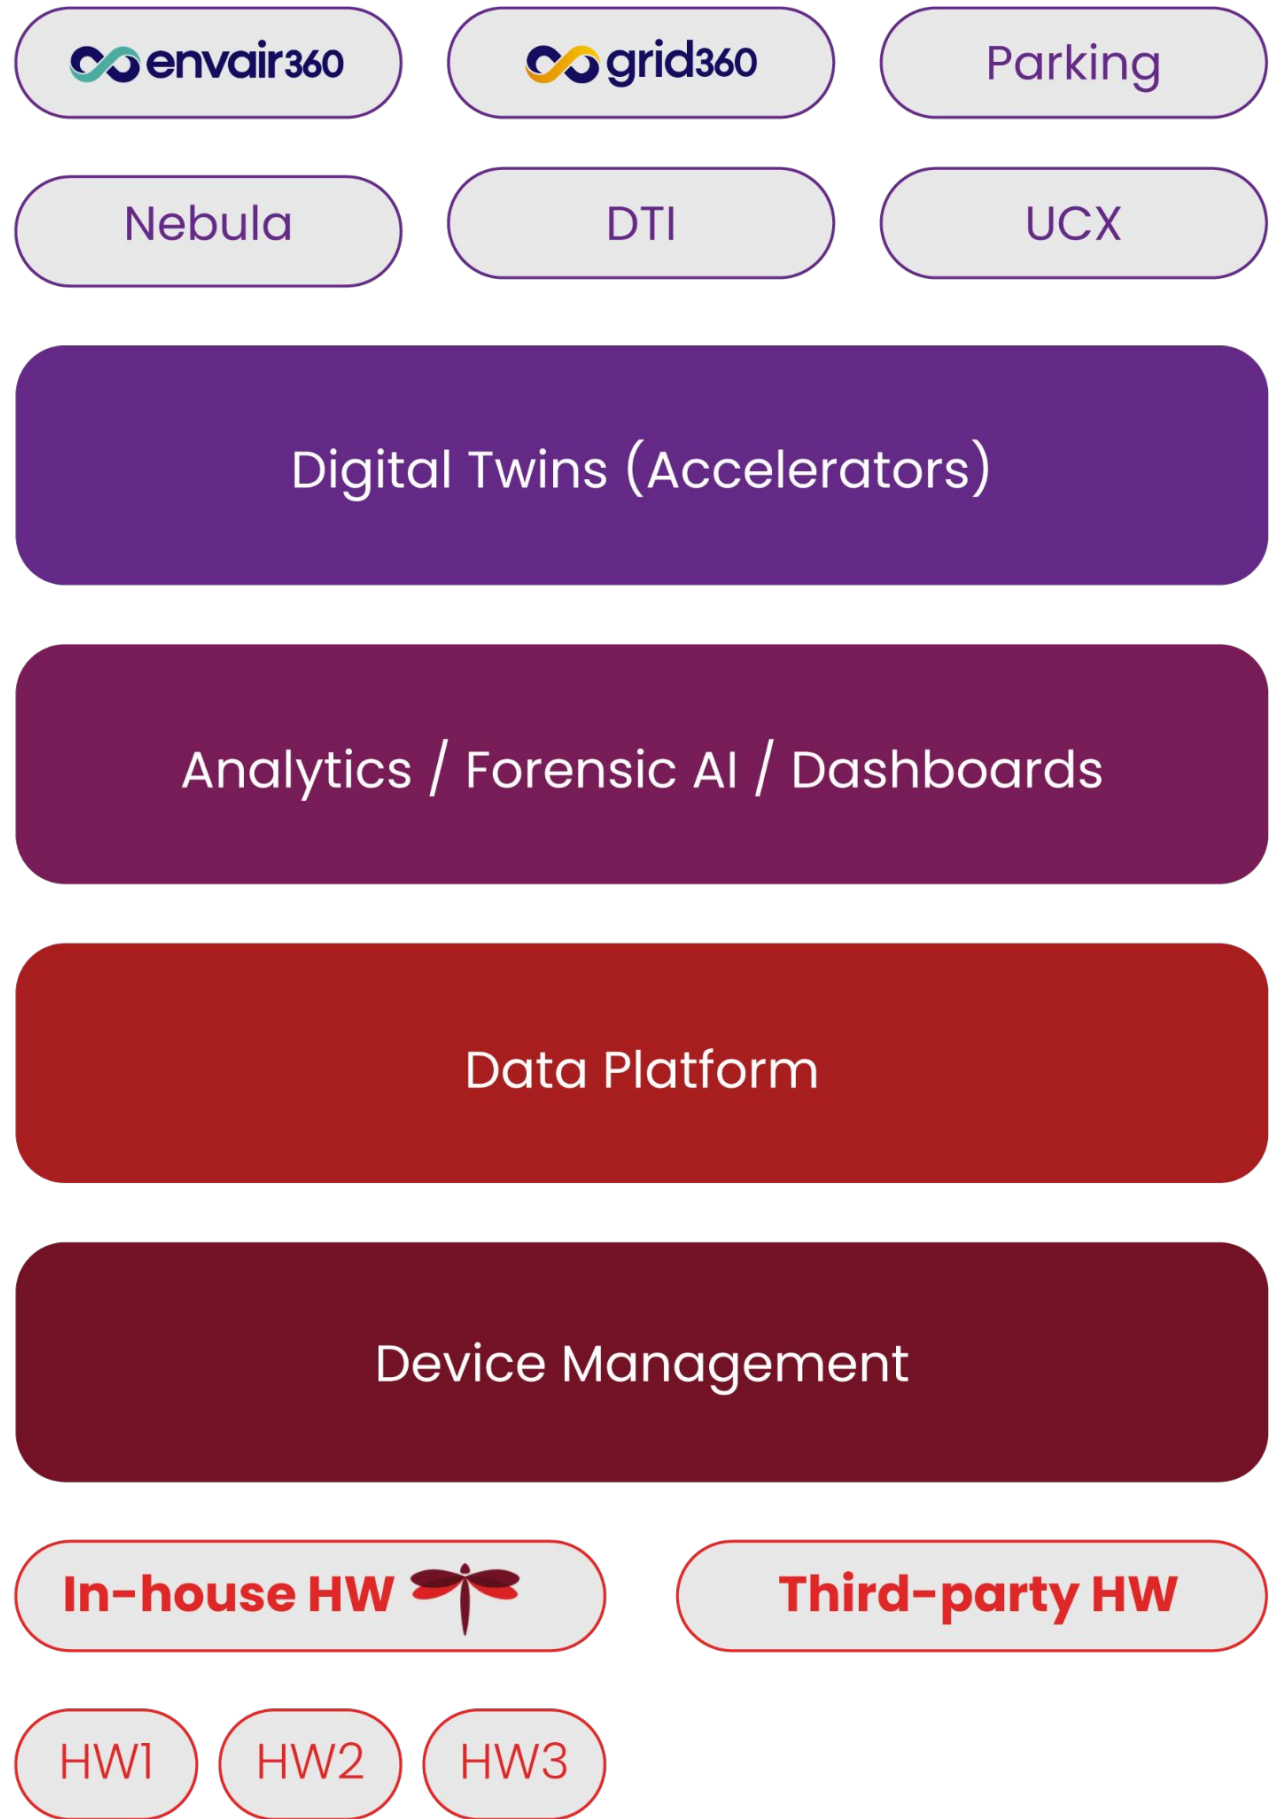 envair360
grid360
Parking
Nebula
DTI
UCX
Digital Twins (Accelerators)
Analytics / Forensic AI / Dashboards
Data Platform
Device Management
In-house HW
Third-party HW
HW1
HW2
HW3